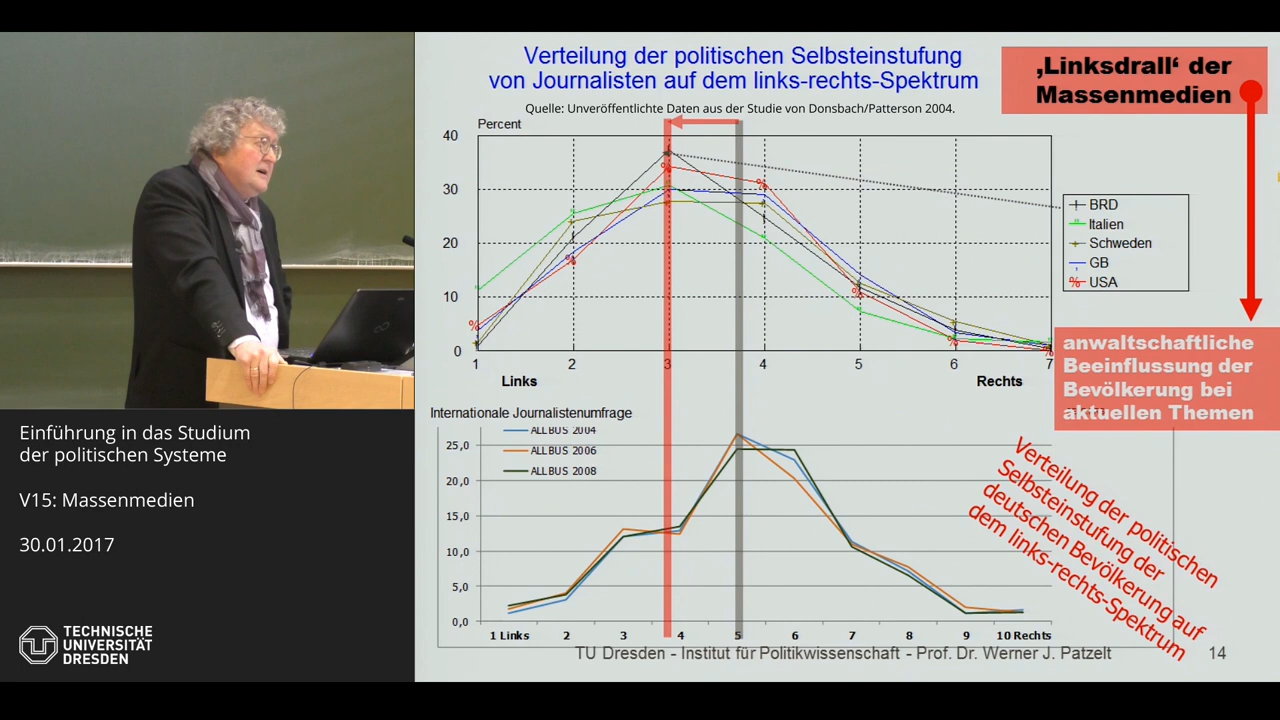 Verteilung der politischen Selbsteinstufung
von Journalisten auf dem links-rechts-Spektrum
Quelle: Unveröffentlichte Daten aus der Studie von Donsbach/Patterson 2004.
‚Linksdrall‘ der
Massenmedien
Percent
40
30
20
10
0
1
2
3
4
5
6
7
Links
Rechts
BRD
Italien
Schweden
GB
% USA
anwaltschaftliche
Beeinflussung der
Bevölkerung bei
aktuellen Themen
Internationale Journalistenumfrage
ALLBUS 2004
ALLBUS 2006
ALLBUS 2008
25,0
20,0
15,0
10,0
5,0
0,0
1 Links
2
3
4
5
6
7
8
9
10 Rechts
Verteilung der politischen
Selbsteinstufung der
deutschen Bevölkerung auf
dem links-rechts-Spektrum
TU Dresden - Institut für Politikwissenschaft - Prof. Dr. Werner J. Patzelt
14
Einführung in das Studium
der politischen Systeme
V15: Massenmedien
30.01.2017
TECHNISCHE
UNIVERSITÄT
DRESDEN